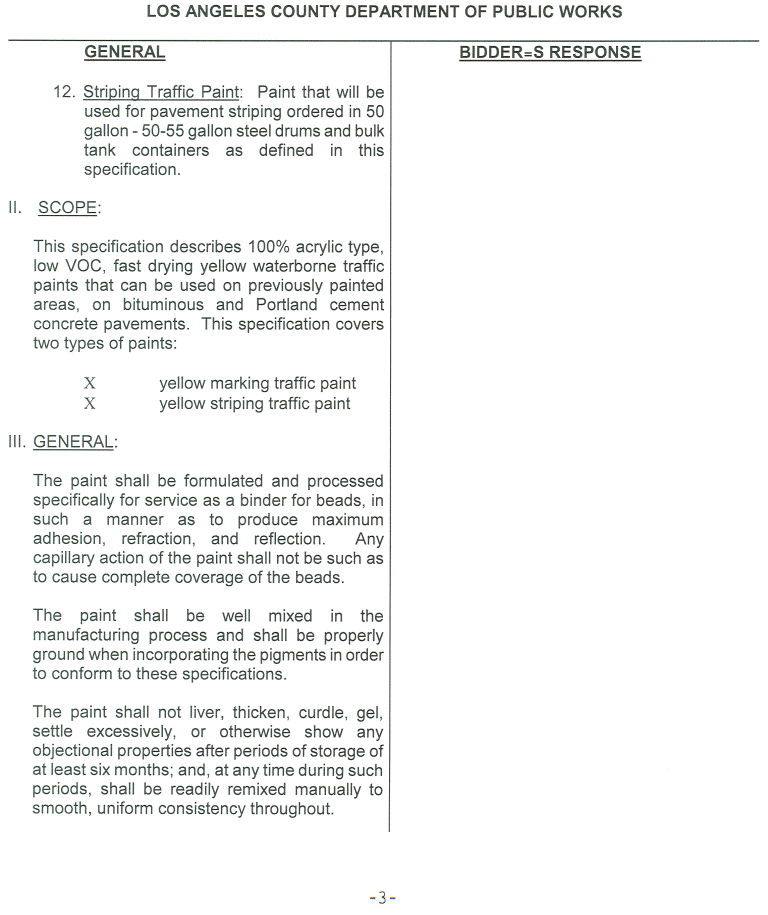 LOS ANGELES COUNTY DEPARTMENT OF PUBLIC WORKS
GENERAL
BIDDER=S RESPONSE
12. Striping Traffic Paint: Paint that will be
used for pavement striping ordered in 50
gallon - 50-55 gallon steel drums and bulk
tank containers as defined in this
specification.
II. SCOPE:
This specification describes 100% acrylic type,
low VOC, fast drying yellow waterborne traffic
paints that can be used on previously painted
areas, on bituminous and Portland cement
concrete pavements. This specification covers
two types of paints:
X yellow marking traffic paint
X yellow striping traffic paint
III. GENERAL:
The paint shall be formulated and processed
specifically for service as a binder for beads, in
such a manner as to produce maximum
adhesion, refraction, and reflection. Any
capillary action of the paint shall not be such as
to cause complete coverage of the beads.
The paint shall be well mixed in the
manufacturing process and shall be properly
ground when incorporating the pigments in order
to conform to these specifications.
The paint shall not liver, thicken, curdle, gel,
settle excessively, or otherwise show any
objectional properties after periods of storage of
at least six months; and, at any time during such
periods, shall be readily remixed manually to
smooth, uniform consistency throughout.
-3-